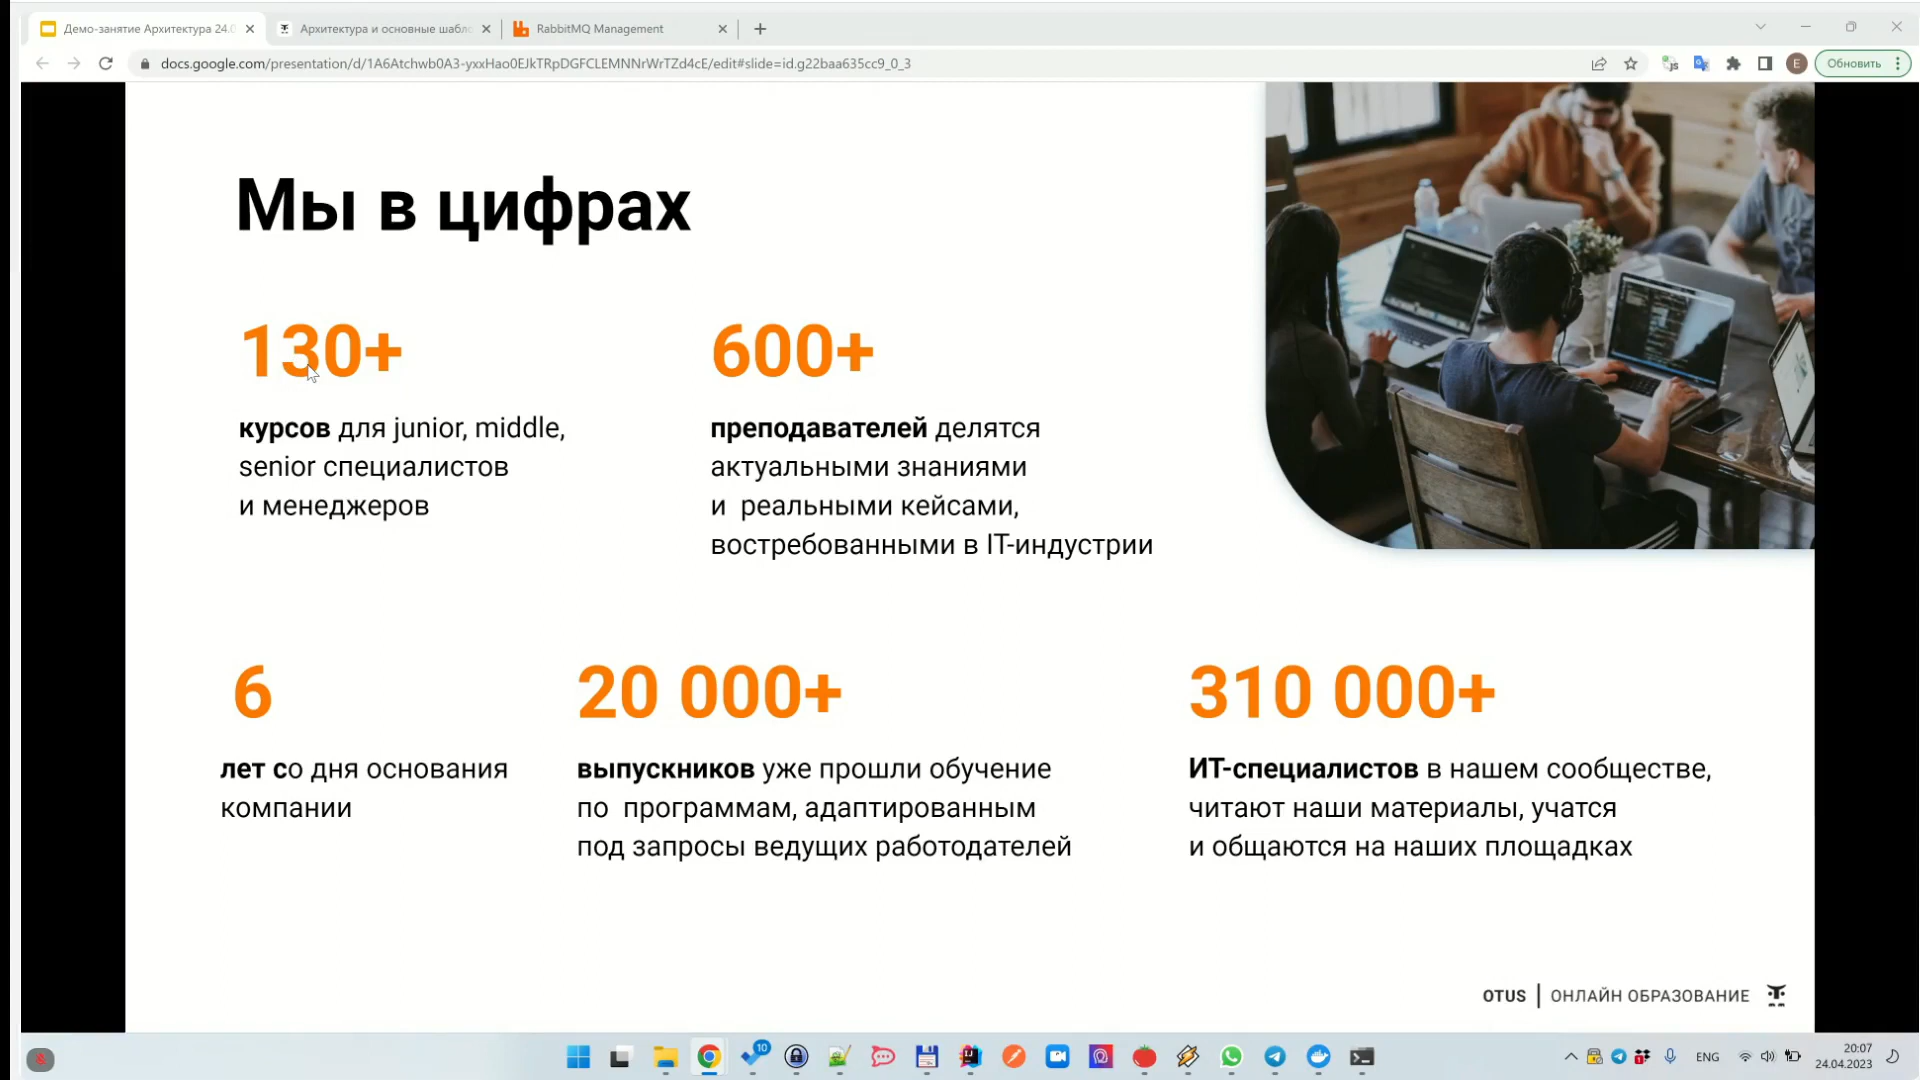 Демо-занятие Архитектура 24.0
Архитектура и основные шабло
RabbitMQ Management
docs.google.com/presentation/d/1A6Atchwb0A3-yxxHao0EJkTRpDGFCLEMNNrWrTZd4cE/edit#slide=id.g22baa635cc9_0_3
E
Обновить
Мы в цифрах
130+
курсов для junior, middle,
senior специалистов
и менеджеров
600+
преподавателей делятся
актуальными знаниями
и реальными кейсами,
востребованными в IT-индустрии
6
лет со дня основания
компании
20 000+
выпускников уже прошли обучение
по программам, адаптированным
под запросы ведущих работодателей
310 000+
ИТ-специалистов в нашем сообществе,
читают наши материалы, учатся
и общаются на наших площадках
OTUS | ОНЛАЙН ОБРАЗОВАНИЕ
10
ENG
20:07
24.04.2023